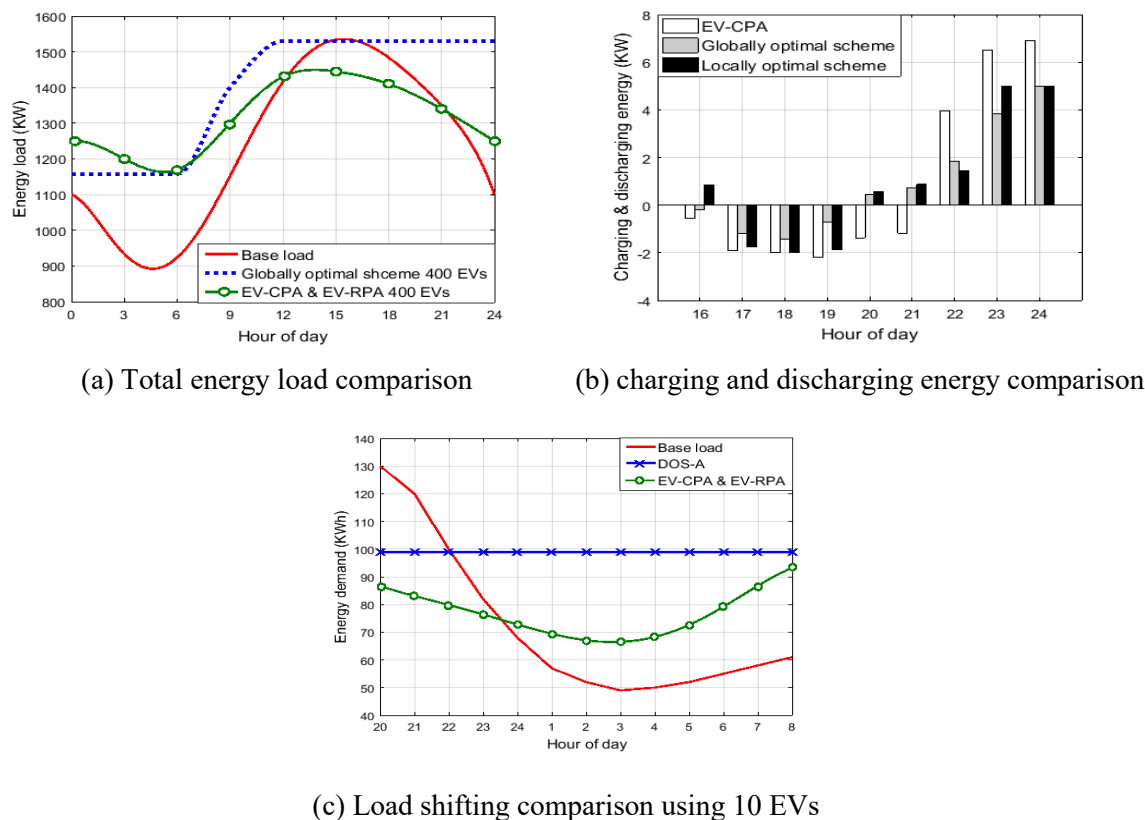 1600
1500
1400
1300
1200
1100
1000
900
800
Energy load (KW)
Base load
Globally optimal shceme 400 EVs
EV-CPA & EV-RPA 400 EVs
0 3 6 9 12 15 18 21 24
Hour of day
(a) Total energy load comparison
8
6
4
2
0
-2
-4
Charging & discharging energy (KW)
EV-CPA
Globally optimal scheme
Locally optimal scheme
16 17 18 19 20 21 22 23 24
Hour of day
(b) charging and discharging energy comparison
140
130
120
110
100
90
80
70
60
50
40
Energy demand (KWh)
Base load
DOS-A
EV-CPA & EV-RPA
20 21 22 23 24 1 2 3 4 5 6 7 8
Hour of day
(c) Load shifting comparison using 10 EVs